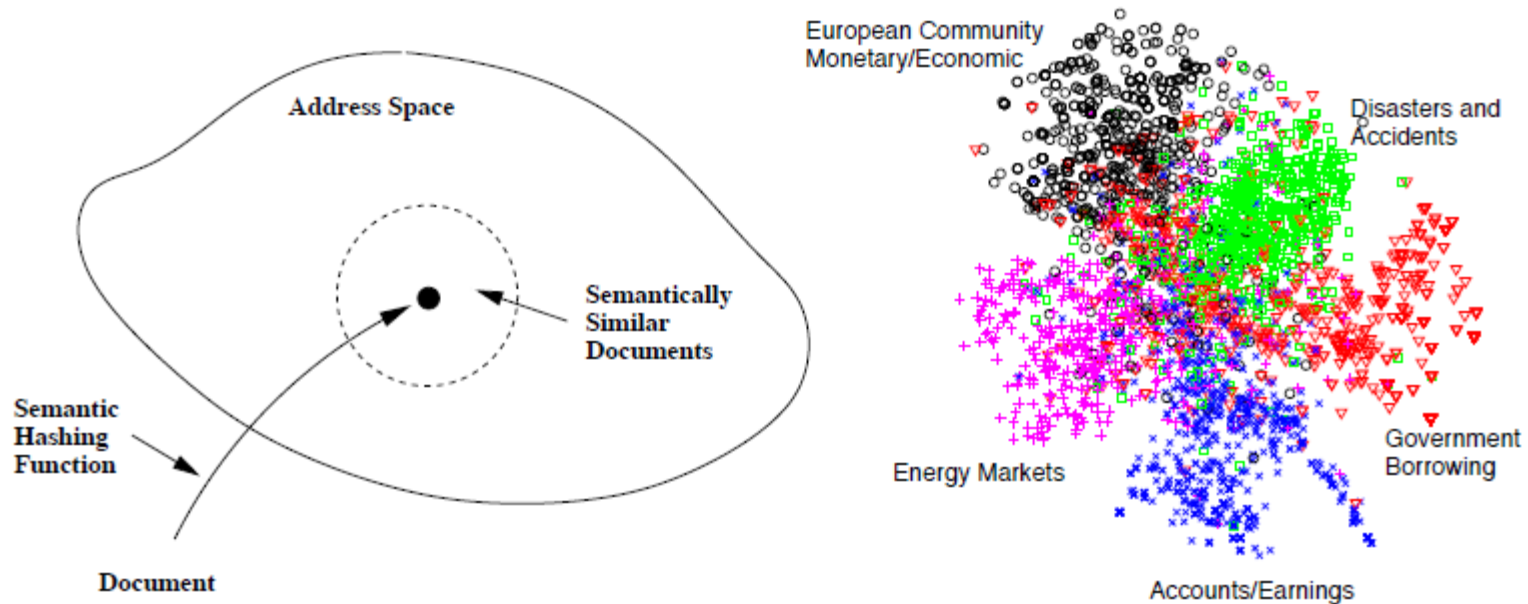 Address Space
Semantically
Similar
Documents
Semantic
Hashing
Function
Document
European Community
Monetary/Economic
Disasters and
Accidents
Government
Borrowing
Energy Markets
Accounts/Earnings